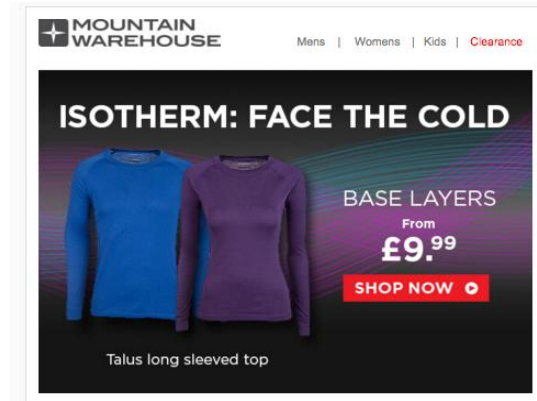 MOUNTAIN
WAREHOUSE
Mens | Womens | Kids | Clearance
ISOTHERM: FACE THE COLD
BASE LAYERS
From
£9.99
SHOP NOW
Talus long sleeved top